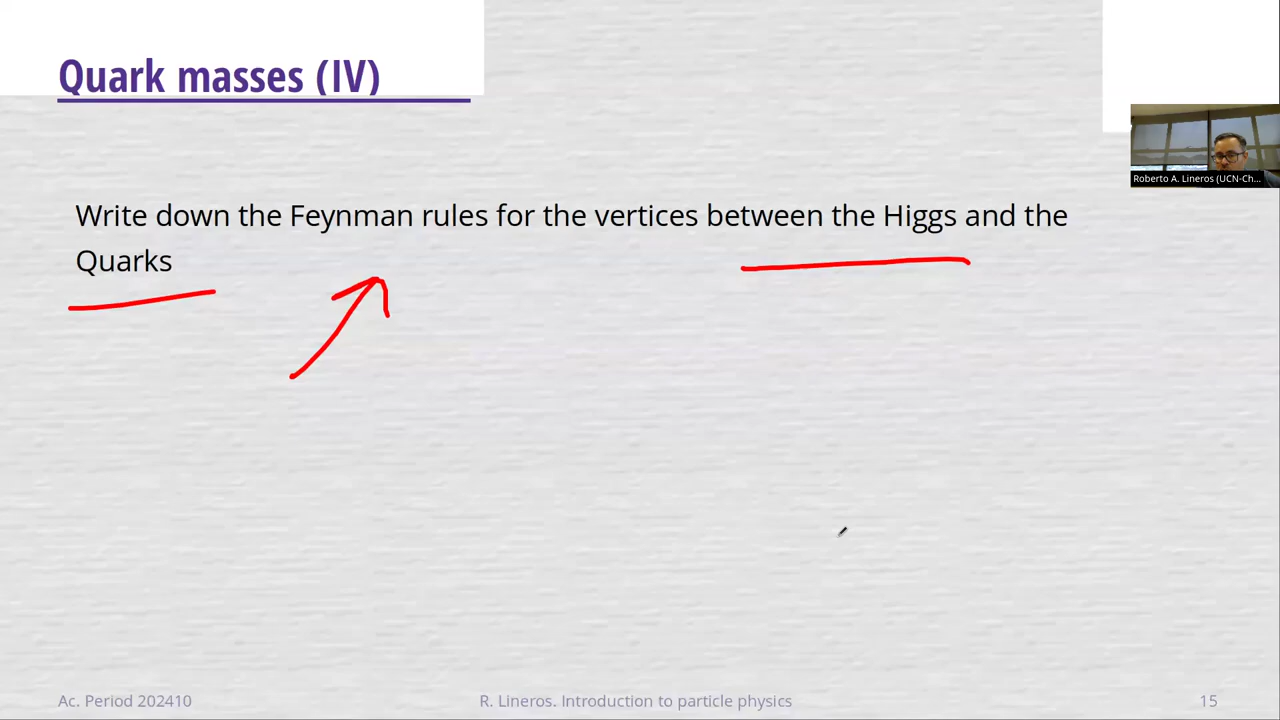 Quark masses (IV)
Roberto A. Lineros (UCN-Ch...
Write down the Feynman rules for the vertices between the Higgs and the
Quarks
Ac. Period 202410
R. Lineros. Introduction to particle physics
15